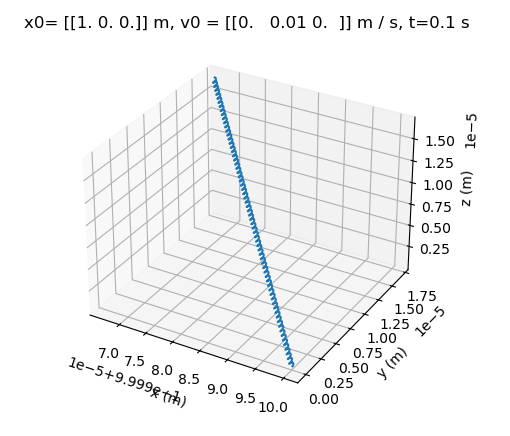 x0= [[1. 0. 0.]] m, v0 = [[0.   0.01 0.  ]] m / s, t=0.1 s
1e−5
1.50
1.25
1.00
0.75
0.50
0.25
z (m)
1.75
1.50
1.25
1.00
0.75
0.50
0.25
0.00
1e−5
y (m)
7.0 7.5 8.0 8.5 9.0 9.5 10.0
1e−5+9.999e−1
x (m)